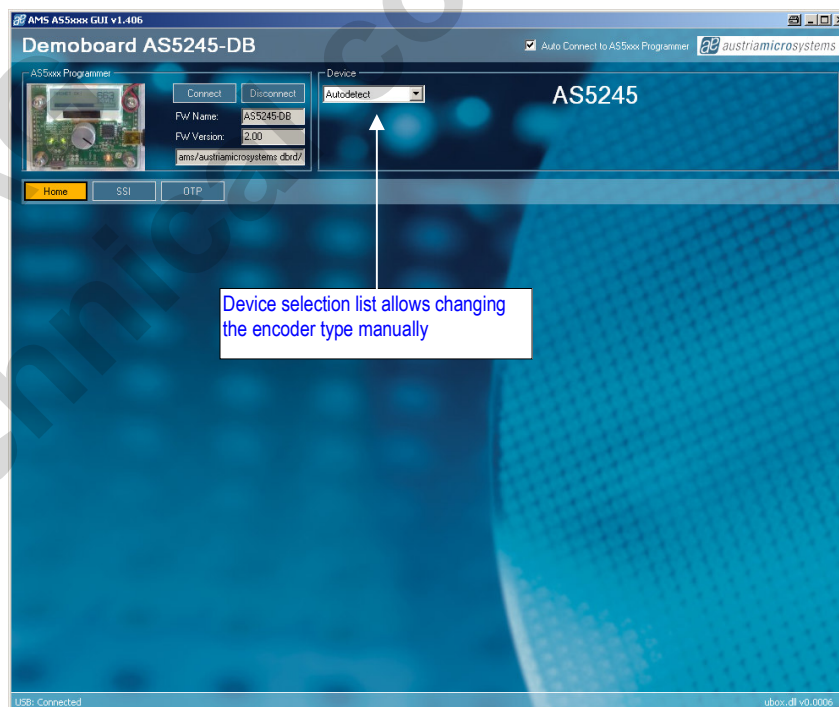 AMS AS5xxx GUI v1.406
Demoboard AS5245-DB
Auto Connect to AS5xxx Programmer
austriamicrosystems
AS5xxx Programmer
Connect
Disconnect
FW Name:
AS5245-DB
FW Version:
2.00
ams/austriamicrosystems dbrd/
Device
Autodetect
AS5245
Home
SSI
OTP
Device selection list allows changing
the encoder type manually
USB: Connected
ubox.dll v0.0006